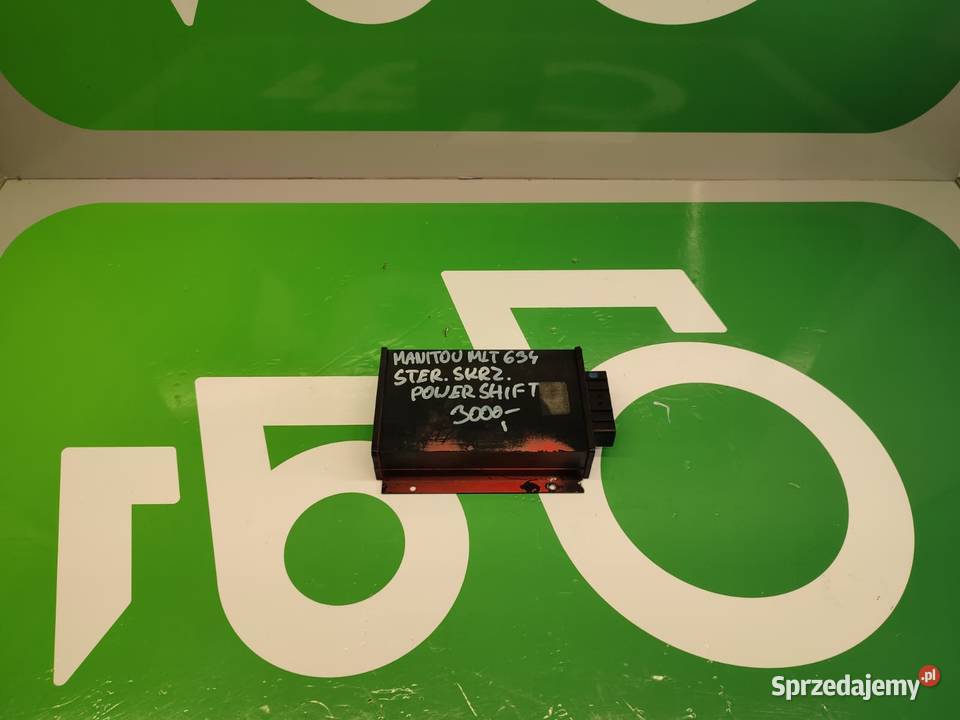 MANITOU MLT 634
STER. SKRZ.
POWER SHIFT
3000,-
Sprzedajemy.pl